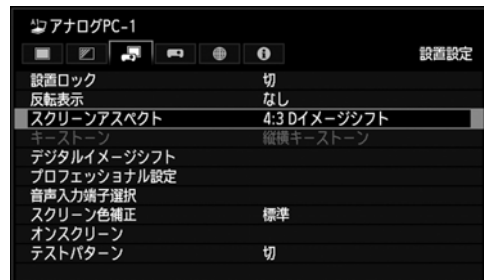 アナログPC-1
設置設定
設置ロック 切
反転表示 なし
スクリーンアスペクト 4:3 Dイメージシフト
キーストーン 縦横キーストーン
デジタルイメージシフト
プロフェッショナル設定
音声入力端子選択
スクリーン色補正 標準
オンスクリーン
テストパターン 切